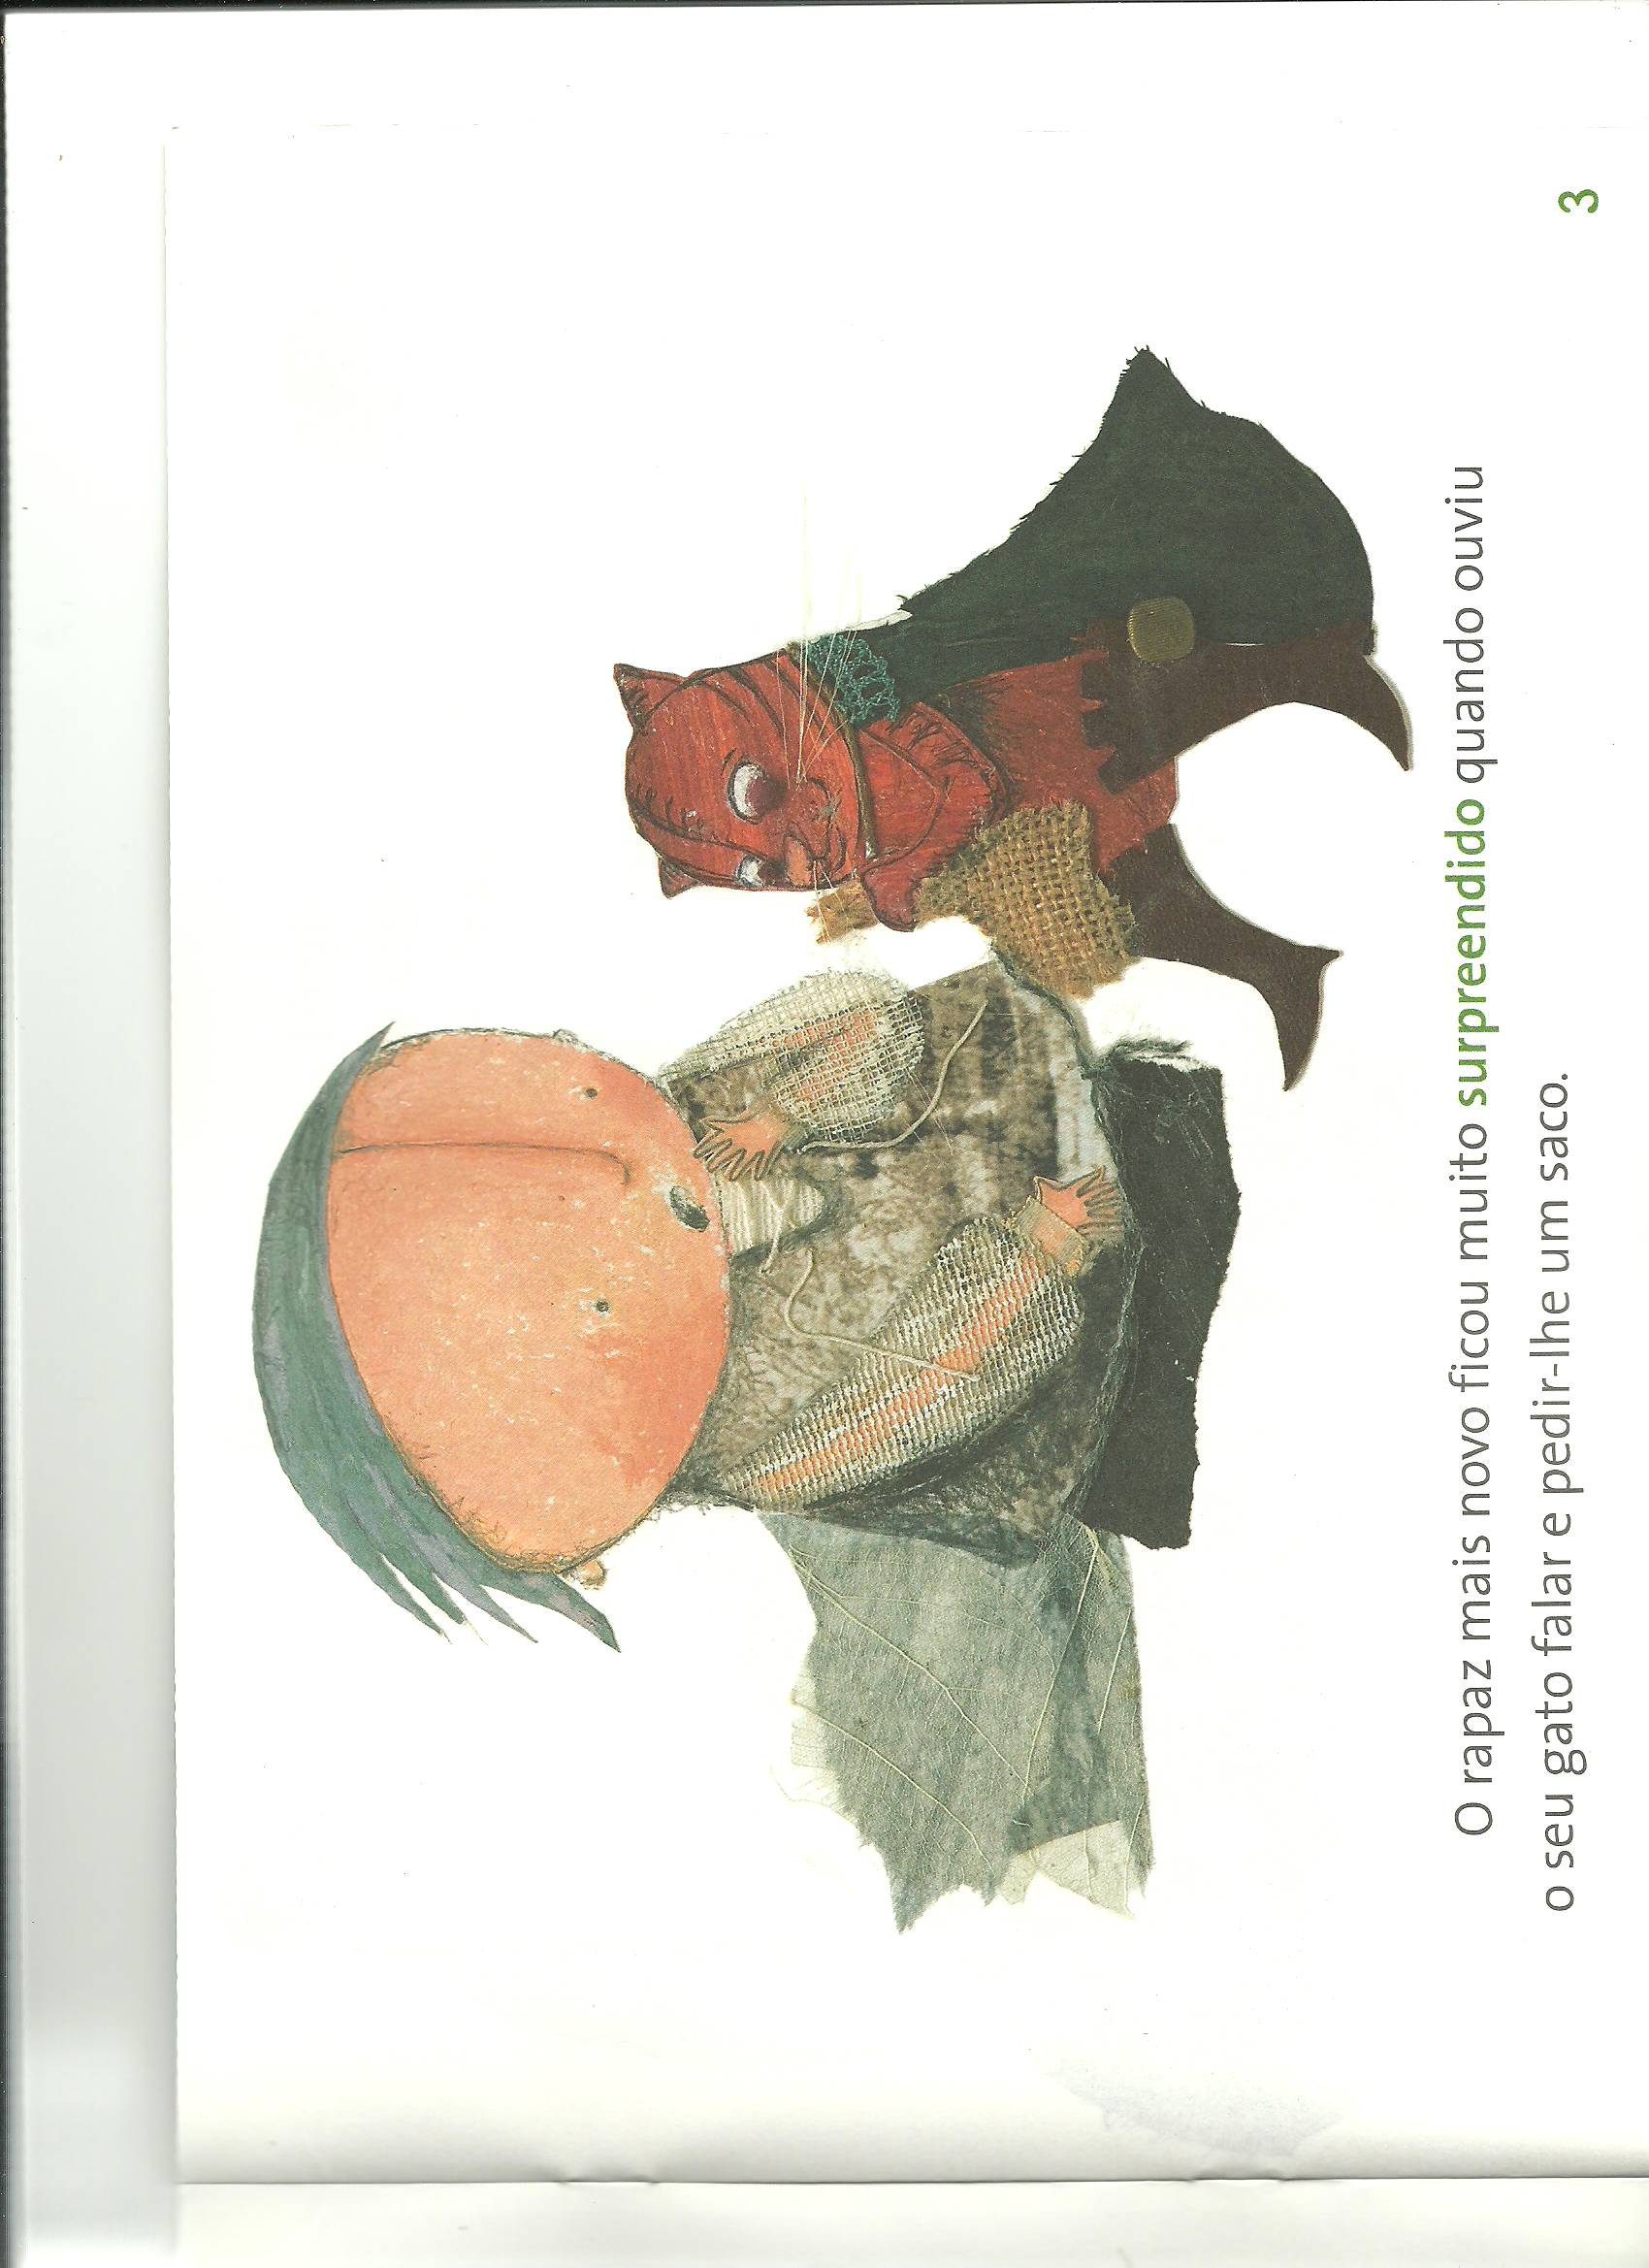 O rapaz mais novo ficou muito surpreendido quando ouviu
o seu gato falar e pedir-lhe um saco.
3